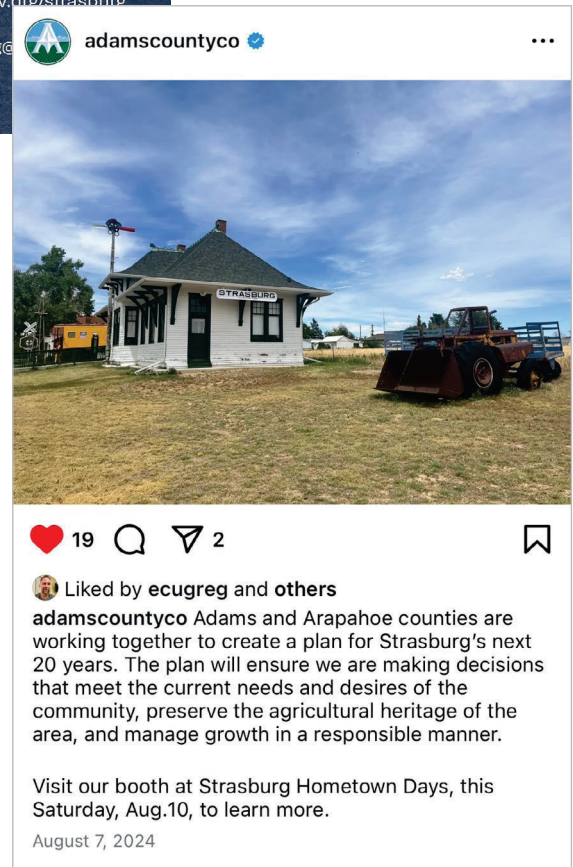 adamscountyco
STRASBURG
19
2
Liked by ecugreg and others
adamscountyco Adams and Arapahoe counties are
working together to create a plan for Strasburg's next
20 years. The plan will ensure we are making decisions
that meet the current needs and desires of the
community, preserve the agricultural heritage of the
area, and manage growth in a responsible manner.
Visit our booth at Strasburg Hometown Days, this
Saturday, Aug.10, to learn more.
August 7, 2024